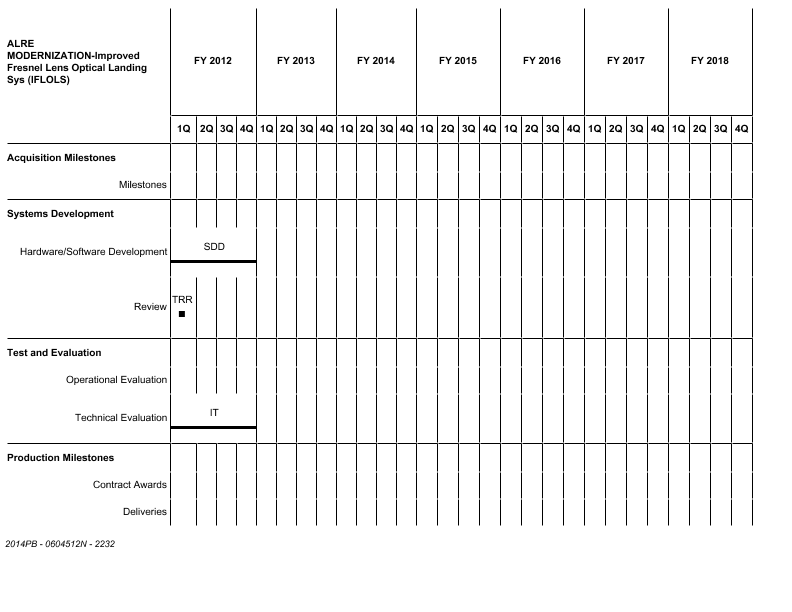 ALRE
MODERNIZATION-Improved
Fresnel Lens Optical Landing
Sys (IFLOLS)
FY 2012 FY 2013 FY 2014 FY 2015 FY 2016 FY 2017 FY 2018
1Q 2Q 3Q 4Q 1Q 2Q 3Q 4Q 1Q 2Q 3Q 4Q 1Q 2Q 3Q 4Q 1Q 2Q 3Q 4Q 1Q 2Q 3Q 4Q 1Q 2Q 3Q 4Q
Acquisition Milestones
Milestones
Systems Development
SDD
Hardware/Software Development
TRR
Review
Test and Evaluation
Operational Evaluation
IT
Technical Evaluation
Production Milestones
Contract Awards
Deliveries
2014PB - 0604512N - 2232